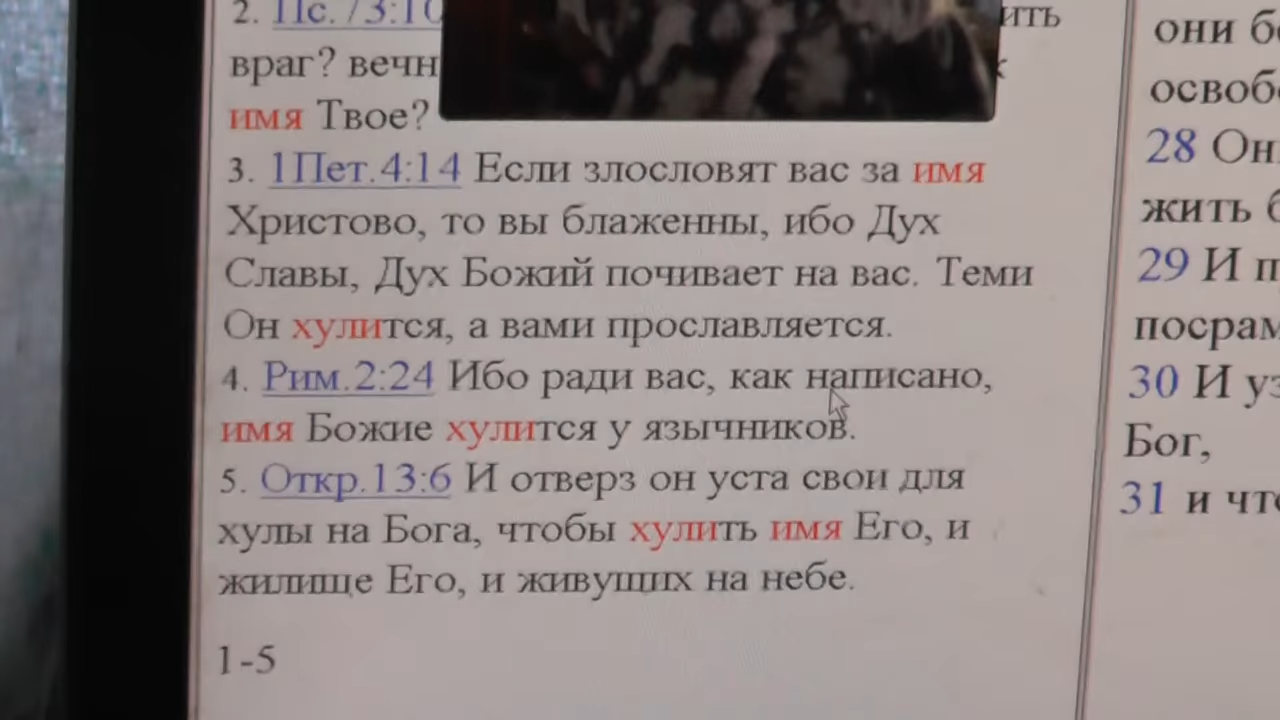 2. Пс.73:10
враг? вечн
имя Твое?
3. 1Пет.4:14 Если злословят вас за имя
Христово, то вы блаженны, ибо Дух
Славы, Дух Божий почивает на вас. Теми
Он хулится, а вами прославляется.
4. Рим.2:24 Ибо ради вас, как написано,
имя Божие хулится у язычников.
5. Откр.13:6 И отверз он уста свои для
хулы на Бога, чтобы хулить имя Его, и
жилище Его, и живущих на небе.
1-5
они б
освоб
28 Он
жить б
29 И п
посрам
30 И уз
Бог,
31 и что